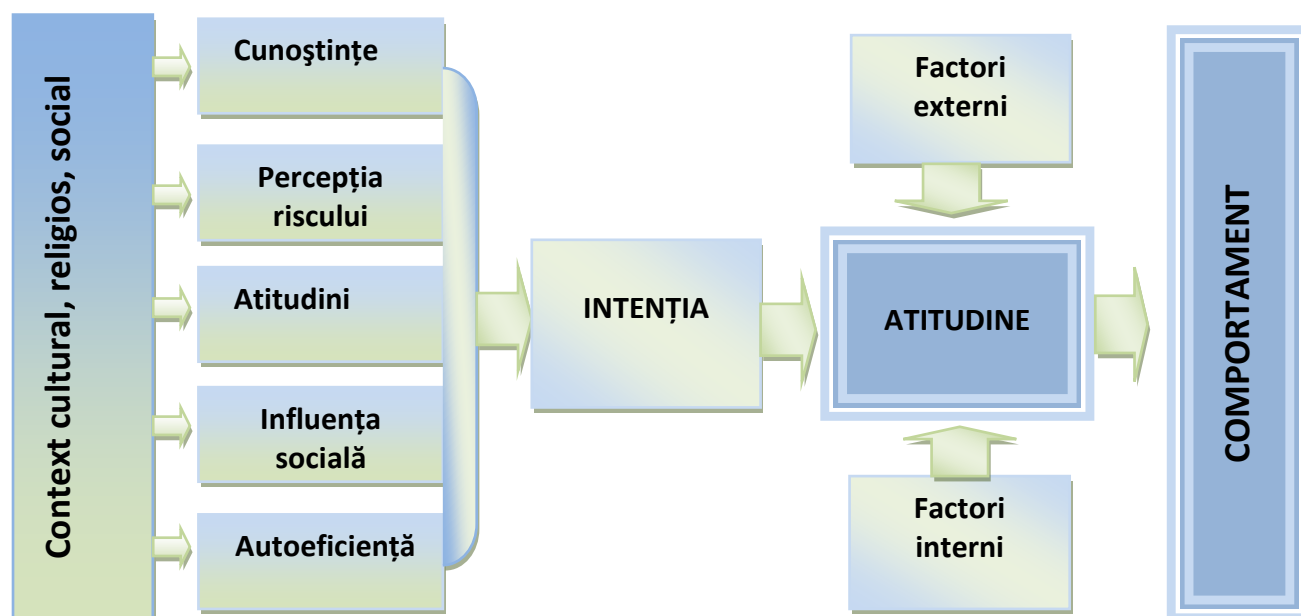 Context cultural, religios, social
Cunoştințe
Percepția
riscului
Atitudini
Influența
socială
Autoeficiență
INTENȚIA
Factori
externi
ATITUDINE
Factori
interni
COMPORTAMENT